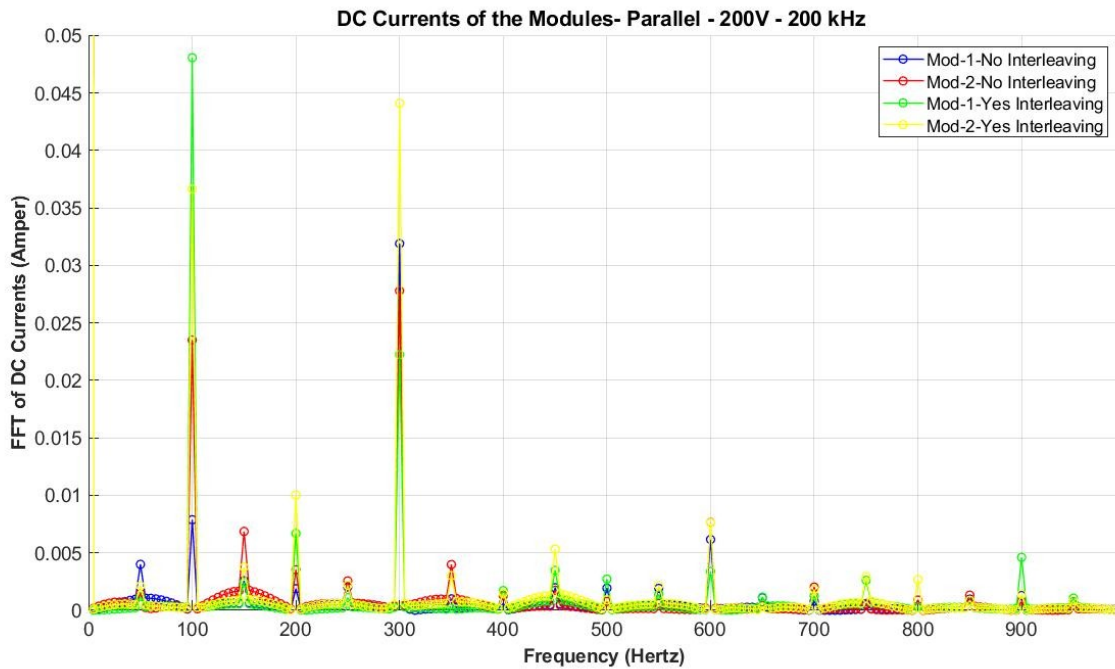 DC Currents of the Modules- Parallel - 200V - 200 kHz
Mod-1-No Interleaving
Mod-2-No Interleaving
Mod-1-Yes Interleaving
Mod-2-Yes Interleaving
FFT of DC Currents (Amper)
0.05
0.045
0.04
0.035
0.03
0.025
0.02
0.015
0.01
0.005
0
0 100 200 300 400 500 600 700 800 900
Frequency (Hertz)